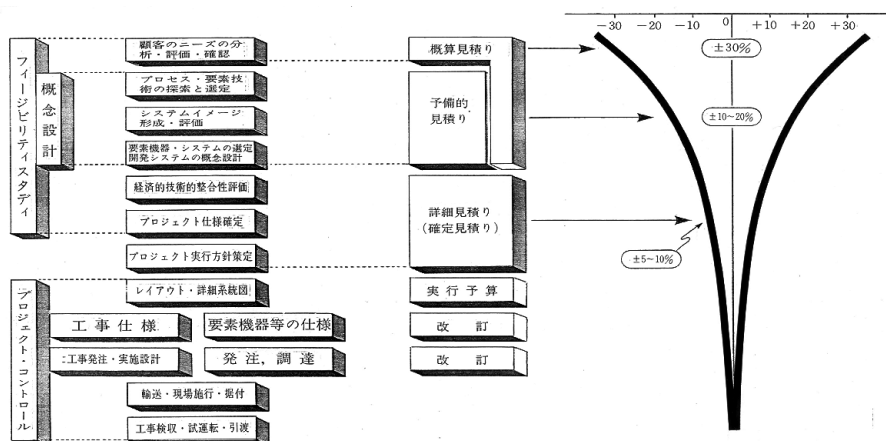 フィージビリティスタディ
概念設計
顧客のニーズの分
析・評価・確認
プロセス・要素技
術の探索と選定
システムイメージ
形成・評価
要素機器・システムの選定
開発システムの概念設計
経済的技術的整合性評価
プロジェクト仕様確定
プロジェクト実行方針策定
プロジェクト・コントロール
レイアウト・詳細系統図
工事仕様
要素機器等の仕様
工事発注・実施設計
発注,調達
輸送・現場施行・据付
工事検収・試運転・引渡
概算見積り
予備的
見積り
詳細見積り
(確定見積り)
実行予算
改訂
改訂
-30 -20 -10 0 +10 +20 +30
±30%
±10~20%
±5~10%